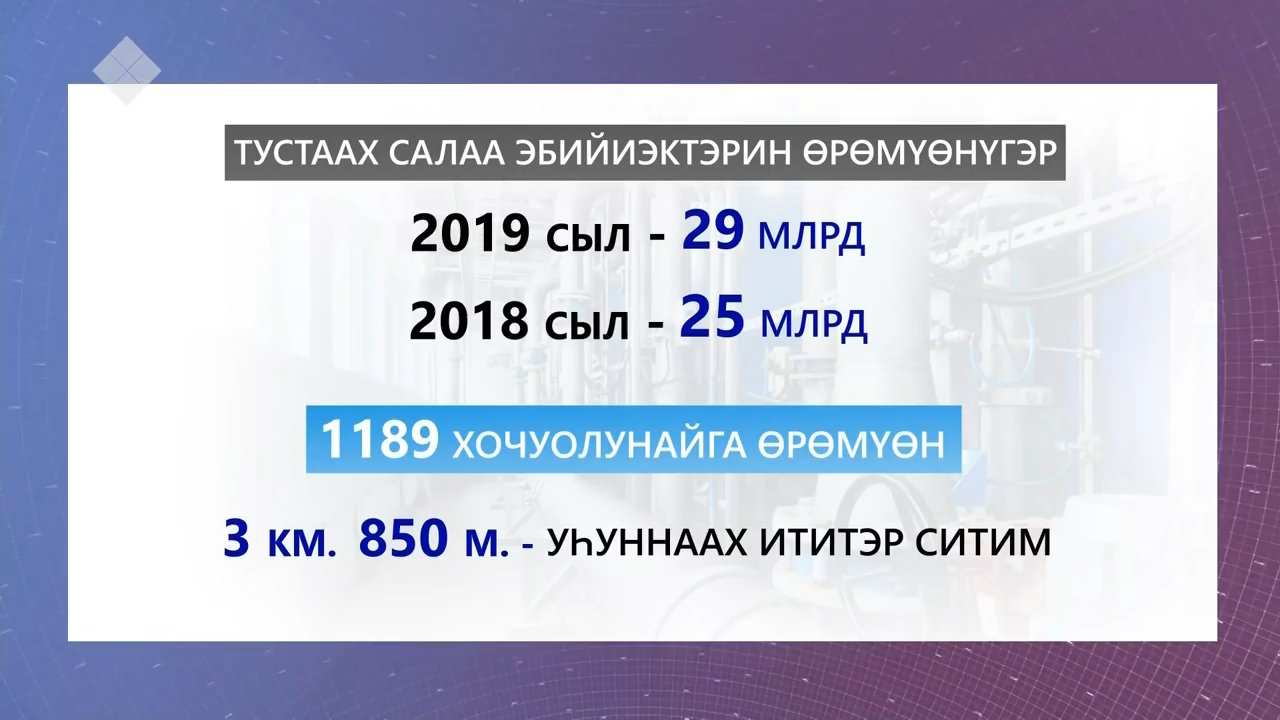 ТУСТААХ САЛАА ЭБИЙИЭКТЭРИН ӨРӨМҮӨНҮГЭР
2019 сыл - 29 МЛРД
2018 сыл - 25 МЛРД
1189 ХОЧУОЛУНАЙГА ӨРӨМҮӨН
3 км. 850 м. - УҺУННААХ ИТИТЭР СИТИМ